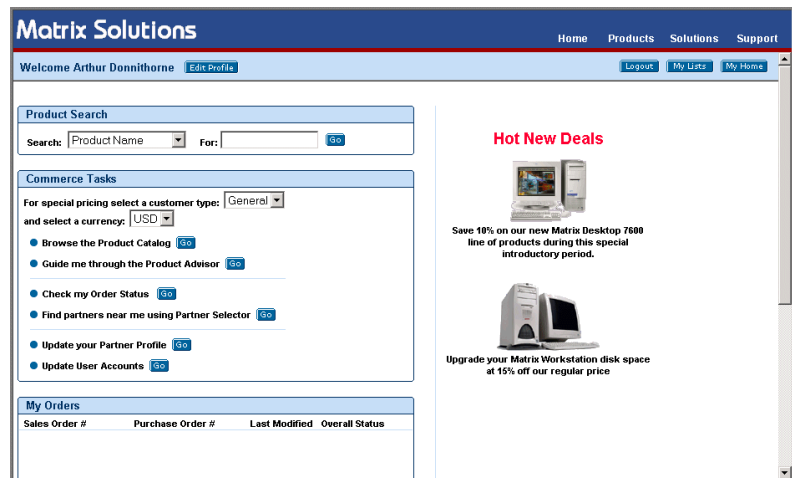 Matrix Solutions
Home Products Solutions Support
Welcome Arthur Donnithorne Edit Profile
Logout My Lists My Home
Product Search
Search: Product Name For: Go
Commerce Tasks
For special pricing select a customer type: General
and select a currency: USD
Browse the Product Catalog Go
Guide me through the Product Advisor Go
Check my Order Status Go
Find partners near me using Partner Selector Go
Update your Partner Profile Go
Update User Accounts Go
My Orders
Sales Order # Purchase Order # Last Modified Overall Status
Hot New Deals
Save 10% on our new Matrix Desktop 7600
line of products during this special
introductory period.
Upgrade your Matrix Workstation disk space
at 15% off our regular price